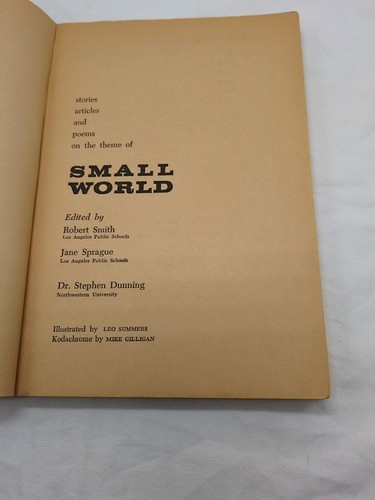 stories
articles
and
poems
on the theme of
SMALL
WORLD
Edited by
Robert Smith
Los Angeles Public Schools
Jane Sprague
Los Angeles Public Schools
Dr. Stephen Dunning
Northwestern University
Illustrated by LEO SUMMERS
Kodachrome by MIKE GILLIGAN